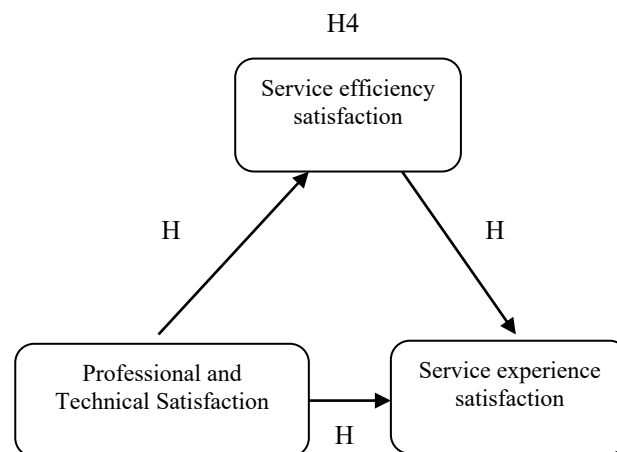 H4
Service efficiency
satisfaction
H
H
Professional and
Technical Satisfaction
Service experience
satisfaction
H